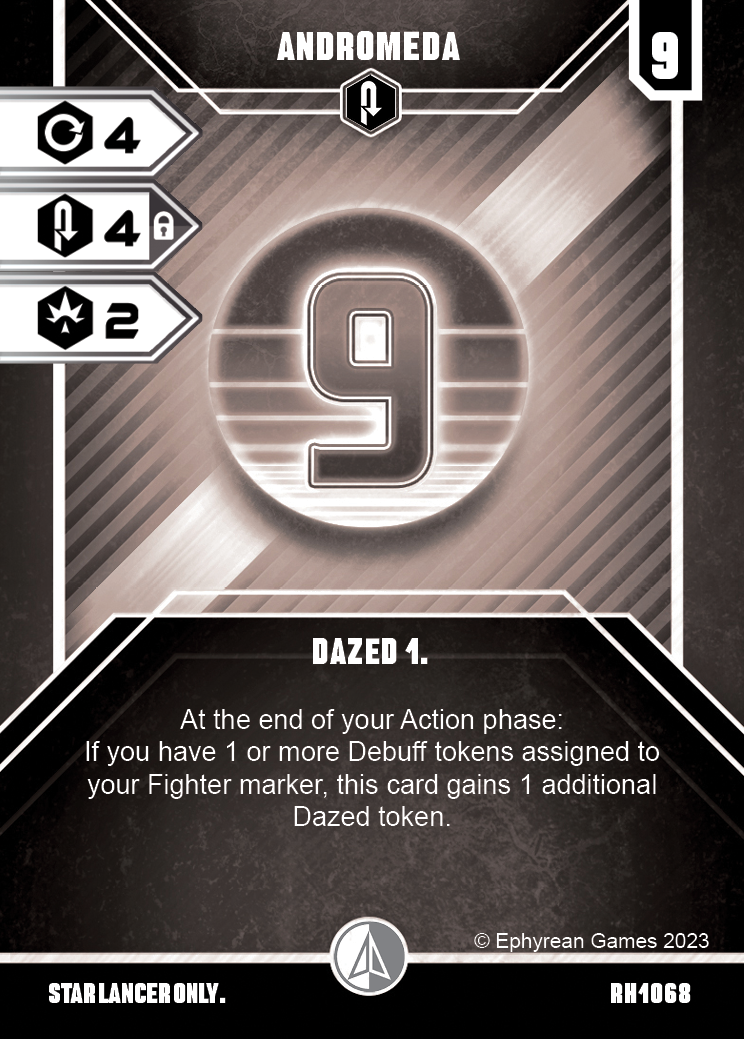 ANDROMEDA
9
4
4
2
9
DAZED 1.
At the end of your Action phase:
If you have 1 or more Debuff tokens assigned to
your Fighter marker, this card gains 1 additional
Dazed token.
© Ephyrean Games 2023
STARLANCER ONLY.
RH1068